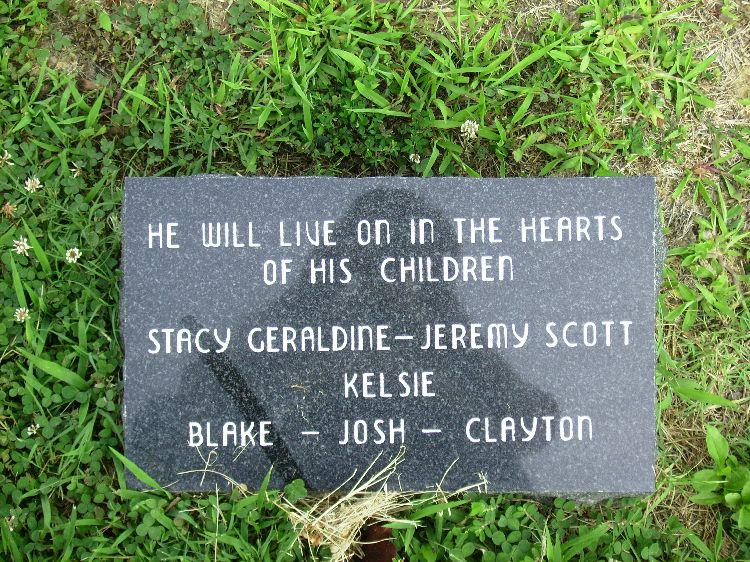 HE WILL LIVE ON IN THE HEARTS
OF HIS CHILDREN
STACY GERALDINE – JEREMY SCOTT
KELSIE
BLAKE – JOSH – CLAYTON